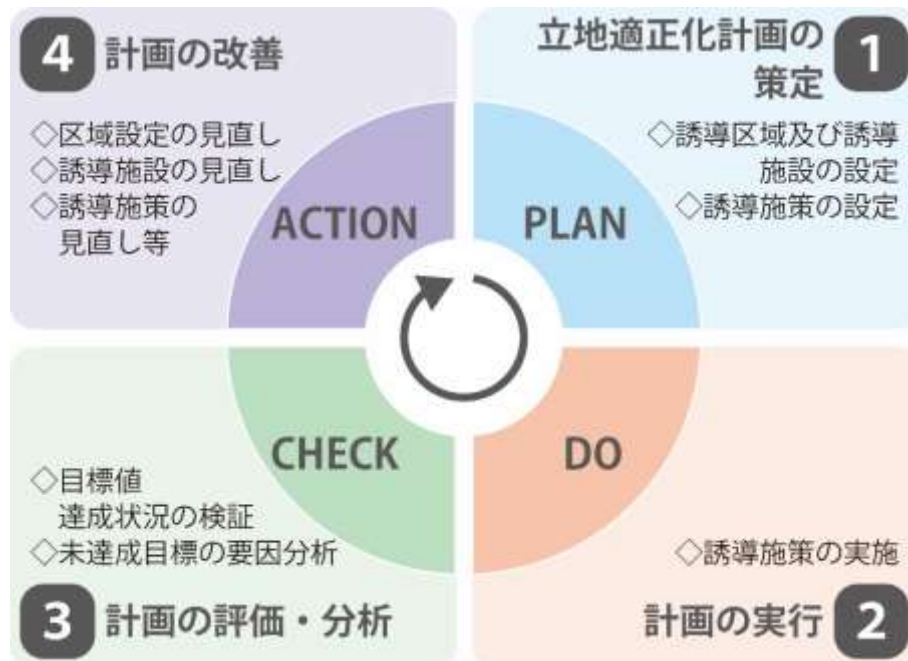 4 計画の改善
◇区域設定の見直し
◇誘導施設の見直し
◇誘導施策の
見直し等
ACTION
立地適正化計画の
策定
1
◇誘導区域及び誘導
施設の設定
◇誘導施策の設定
PLAN
CHECK
◇目標値
達成状況の検証
◇未達成目標の要因分析
3 計画の評価・分析
DO
◇誘導施策の実施
計画の実行 2